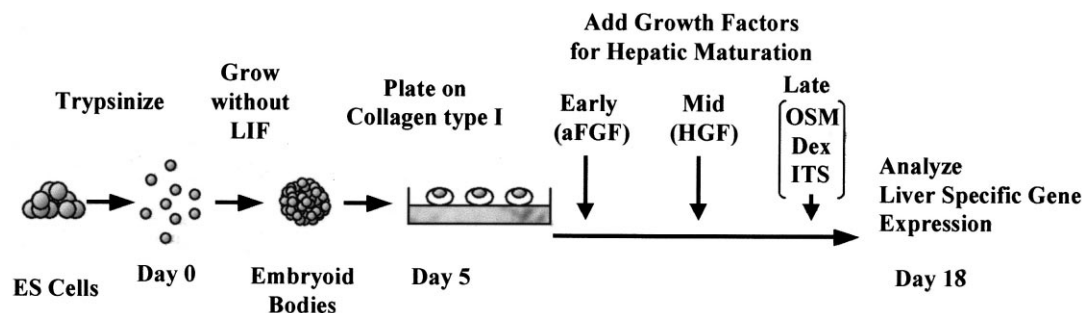 Add Growth Factors
for Hepatic Maturation
Trypsinize
Grow
without
LIF
Plate on
Collagen type I
Early
(aFGF)
Mid
(HGF)
Late
OSM
Dex
ITS
Analyze
Liver Specific Gene
Expression
ES Cells
Day 0
Embryoid
Bodies
Day 5
Day 18